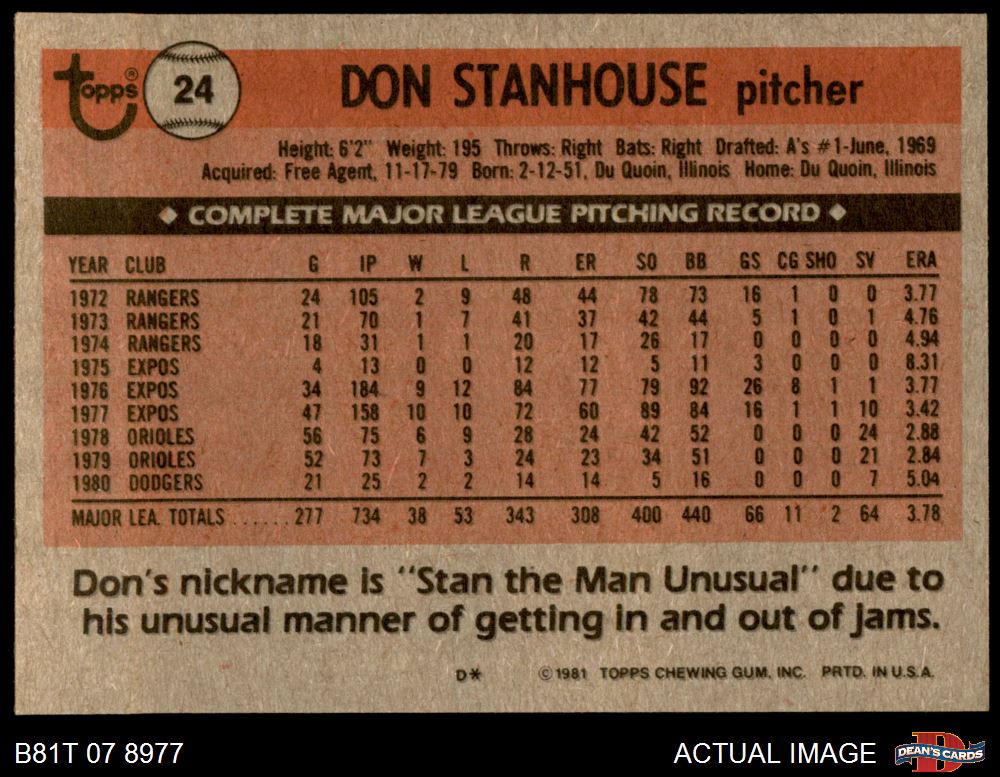 Topps® 24 DON STANHOUSE pitcher
Height: 6'2" Weight: 195 Throws: Right Bats: Right Drafted: A's #1-June, 1969
Acquired: Free Agent, 11-17-79 Born: 2-12-51, Du Quoin, Illinois Home: Du Quoin, Illinois
◆ COMPLETE MAJOR LEAGUE PITCHING RECORD ◆
YEAR CLUB G IP W L R ER SO BB GS CG SHO SV ERA
1972 RANGERS 24 105 2 9 48 44 78 73 16 1 0 0 3.77
1973 RANGERS 21 70 1 7 41 37 42 44 5 1 0 1 4.76
1974 RANGERS 18 31 1 1 20 17 26 17 0 0 0 0 4.94
1975 EXPOS 4 13 0 0 12 12 5 11 3 0 0 0 8.31
1976 EXPOS 34 184 9 12 84 77 79 92 26 8 1 1 3.77
1977 EXPOS 47 158 10 10 72 60 89 84 16 1 1 10 3.42
1978 ORIOLES 56 75 6 9 28 24 42 52 0 0 0 24 2.88
1979 ORIOLES 52 73 7 3 24 23 34 51 0 0 0 21 2.84
1980 DODGERS 21 25 2 2 14 14 5 16 0 0 0 7 5.04
MAJOR LEA. TOTALS ...... 277 734 38 53 343 308 400 440 66 11 2 64 3.78
Don's nickname is "Stan the Man Unusual" due to
his unusual manner of getting in and out of jams.
D* © 1981 TOPPS CHEWING GUM, INC. PRTD. IN U.S.A.
B81T 07 8977 ACTUAL IMAGE DEAN'S CARDS